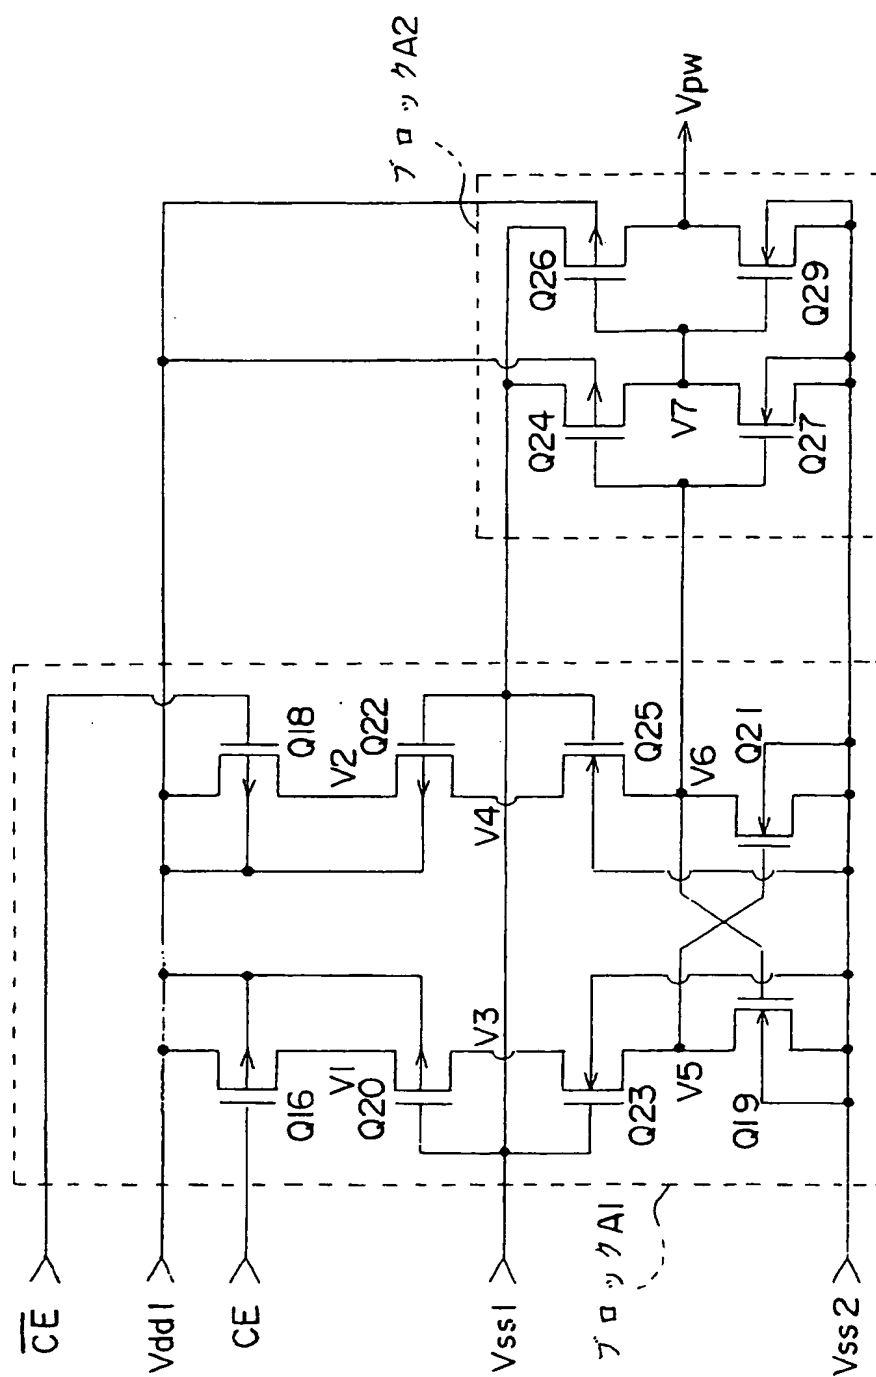 CE
Vdd1
CE
Vss1
ブロックA1
Vss2
Q16
V1
Q20
V3
Q23
V5
Q19
Q18
V2
Q22
V4
Q25
V6
Q21
ブロックA2
Q24
V7
Q27
Q26
Q29
Vpw